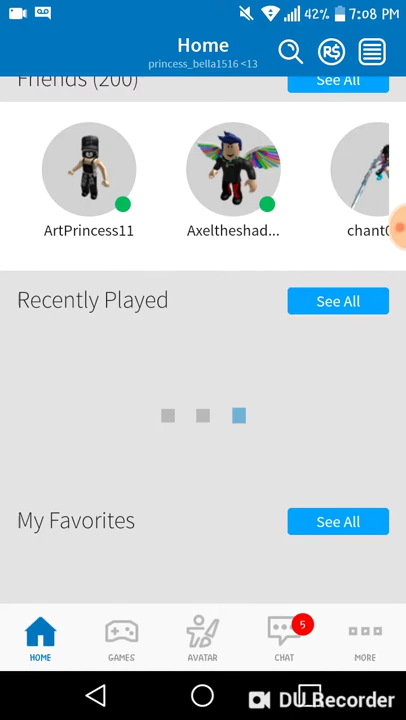 42% 7:08 PM
Home
princess_bella1516 <13
R$
Friends (200)
See All
ArtPrincess11
Axeltheshad...
Recently Played
See All
My Favorites
See All
5
HOME
GAMES
AVATAR
CHAT
MORE
DU Recorder